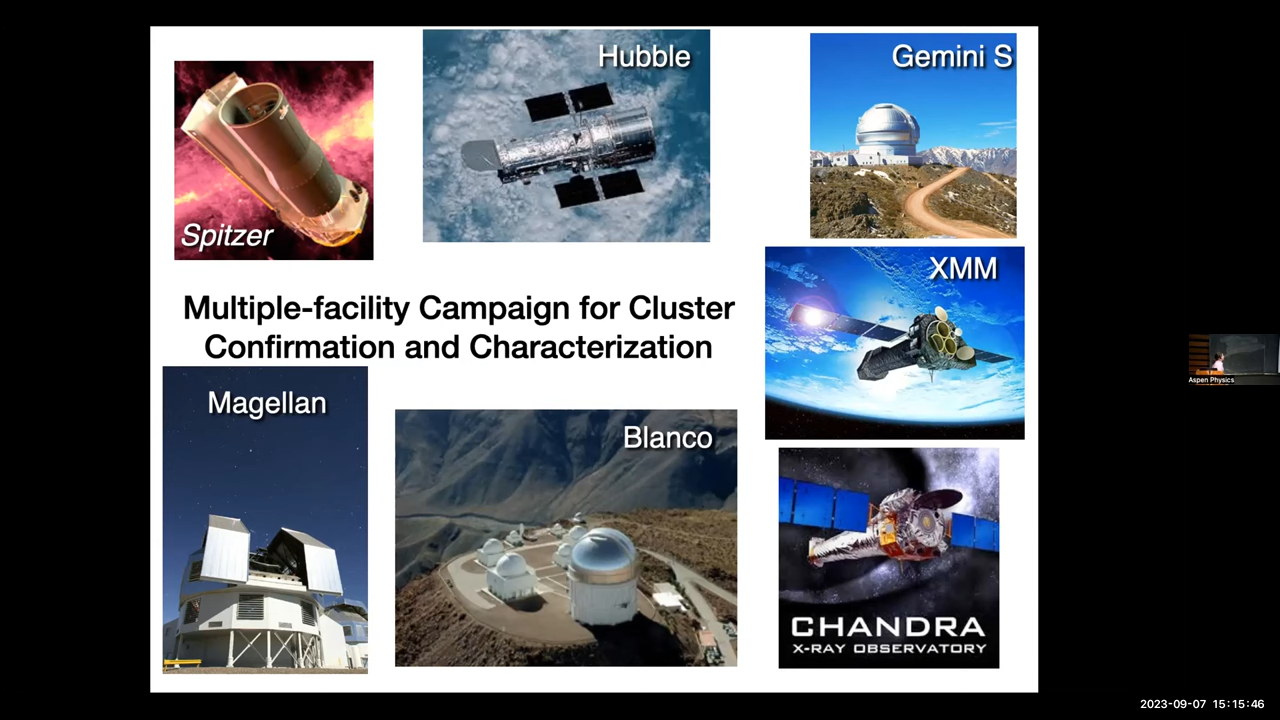 Spitzer
Hubble
Gemini S
XMM
Multiple-facility Campaign for Cluster
Confirmation and Characterization
Magellan
Blanco
CHANDRA
X-RAY OBSERVATORY
Aspen Physics
2023-09-07 15:15:46